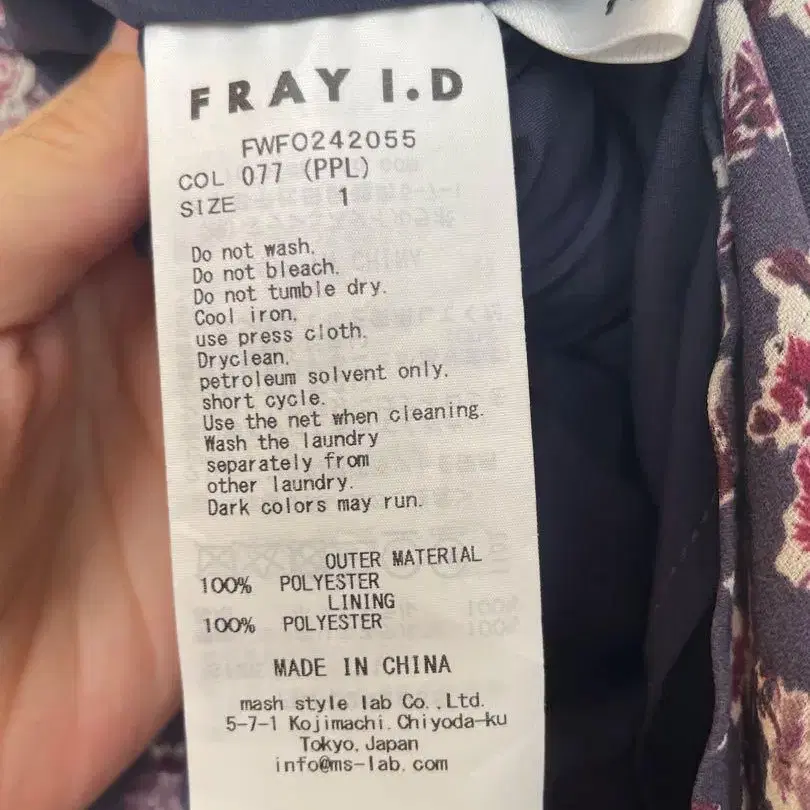 FRAY I.D
FWFO242055
COL 077 (PPL)
SIZE 1
Do not wash.
Do not bleach.
Do not tumble dry.
Cool iron.
use press cloth.
Dryclean.
petroleum solvent only.
short cycle.
Use the net when cleaning.
Wash the laundry
separately from
other laundry.
Dark colors may run.
OUTER MATERIAL
100% POLYESTER
LINING
100% POLYESTER
MADE IN CHINA
mash style lab Co.,Ltd.
5-7-1 Kojimachi.Chiyoda-ku
Tokyo.Japan
info@ms-lab.com